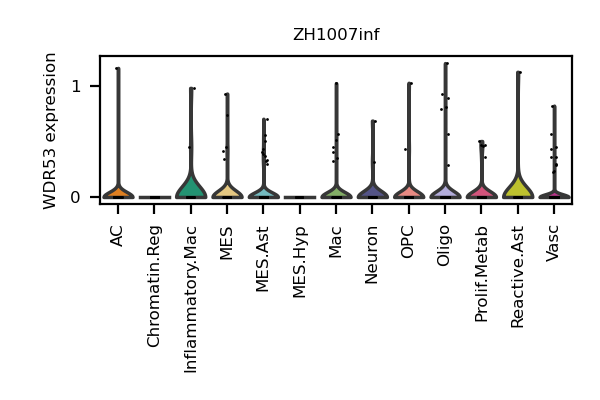 ZH1007inf
WDR53 expression
1
0
AC
Chromatin.Reg
Inflammatory.Mac
MES
MES.Ast
MES.Hyp
Mac
Neuron
OPC
Oligo
Prolif.Metab
Reactive.Ast
Vasc